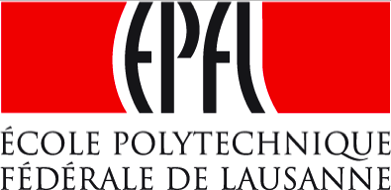 EPFL
ÉCOLE POLYTECHNIQUE
FÉDÉRALE DE LAUSANNE